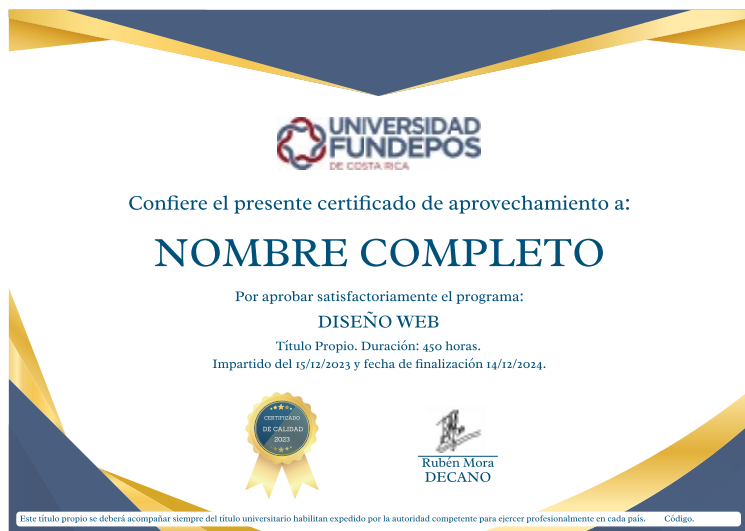 UNIVERSIDAD
FUNDEPOS
DE COSTA RICA
Confiere el presente certificado de aprovechamiento a:
NOMBRE COMPLETO
Por aprobar satisfactoriamente el programa:
DISEÑO WEB
Título Propio. Duración: 450 horas.
Impartido del 15/12/2023 y fecha de finalización 14/12/2024.
CERTIFICADO
DE CALIDAD
2023
Rubén Mora
DECANO
Este título propio se deberá acompañar siempre del título universitario habilitan expedido por la autoridad competente para ejercer profesionalmente en cada país. Código.